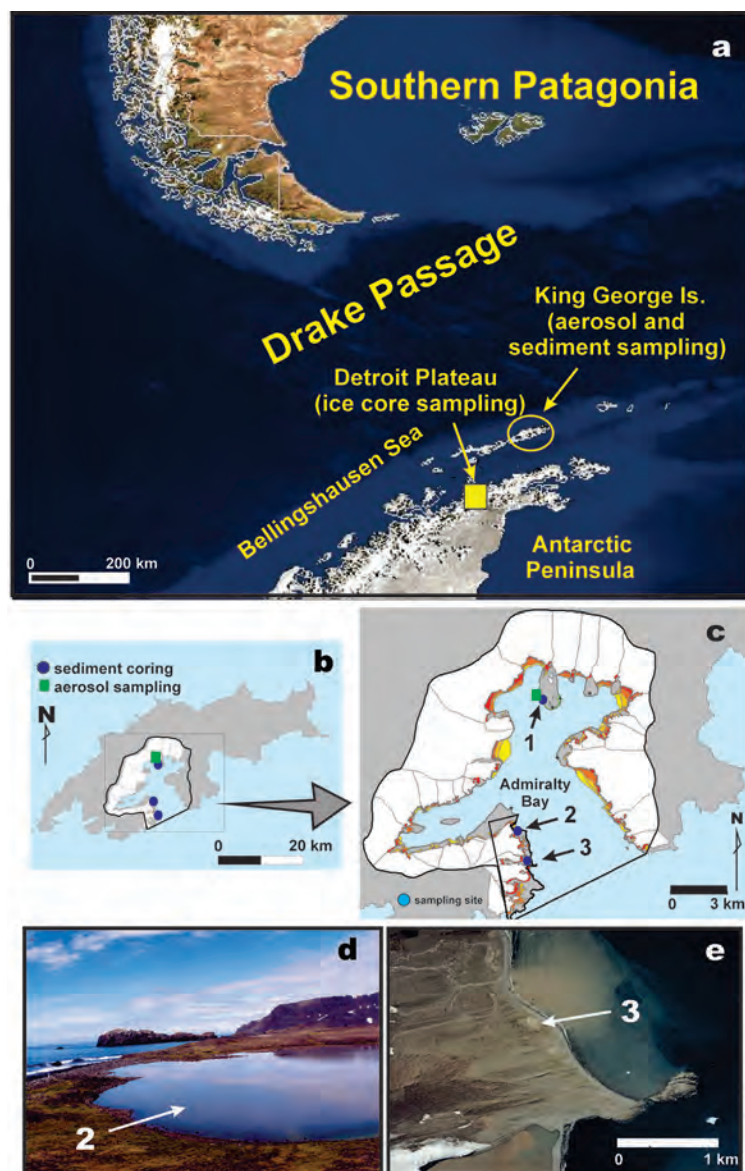 a
Southern Patagonia
Drake Passage
King George Is.
(aerosol and
sediment sampling)
Detroit Plateau
(ice core sampling)
Bellingshausen Sea
Antarctic
Peninsula
0 200 km
b
sediment coring
aerosol sampling
N
0 20 km
c
1
Admiralty
Bay
2
3
N
sampling site
0 3 km
d
2
e
3
0 1 km